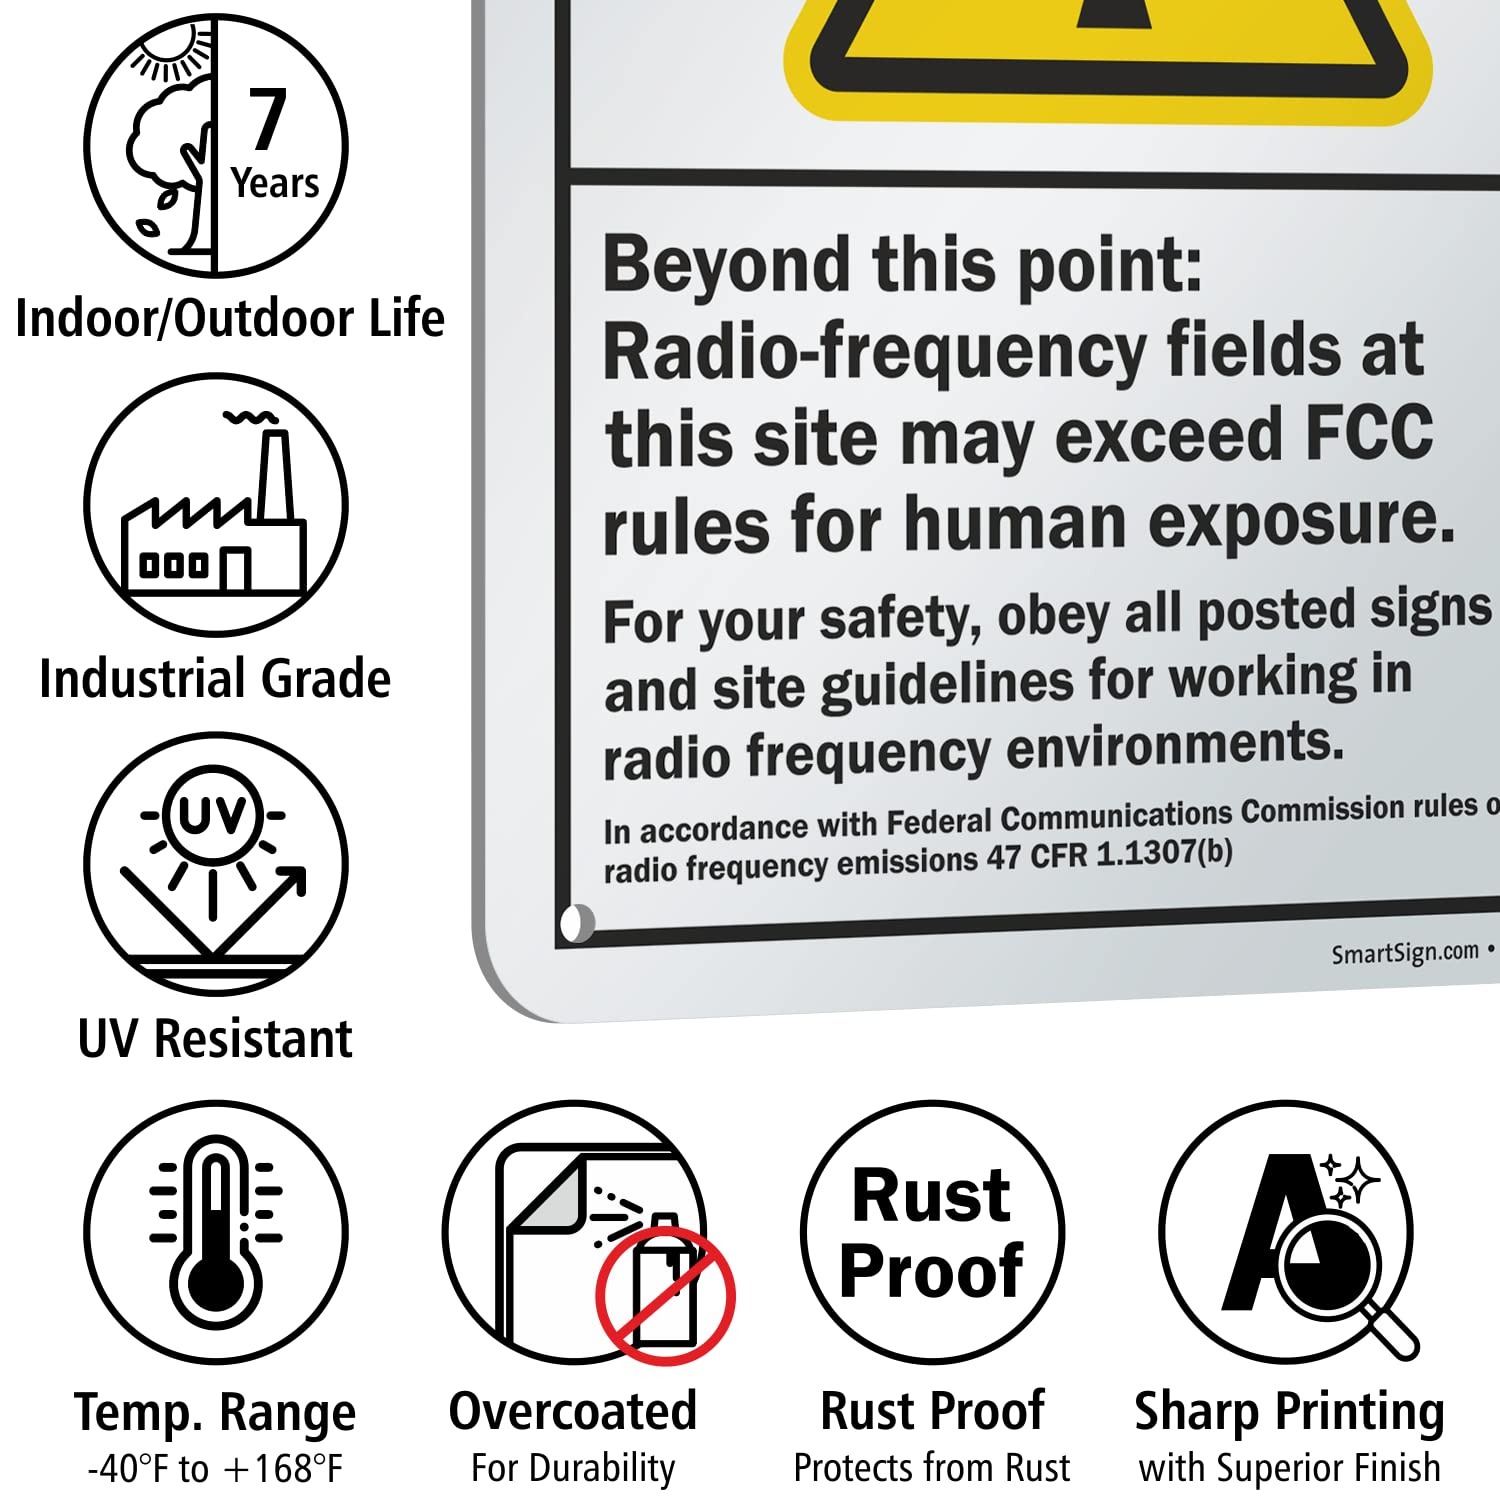 7
Years
Indoor/Outdoor Life
Industrial Grade
UV
UV Resistant
Beyond this point:
Radio-frequency fields at
this site may exceed FCC
rules for human exposure.
For your safety, obey all posted signs
and site guidelines for working in
radio frequency environments.
In accordance with Federal Communications Commission rules o
radio frequency emissions 47 CFR 1.1307(b)
SmartSign.com •
Temp. Range
-40°F to +168°F
Overcoated
For Durability
Rust
Proof
Rust Proof
Protects from Rust
A
Sharp Printing
with Superior Finish